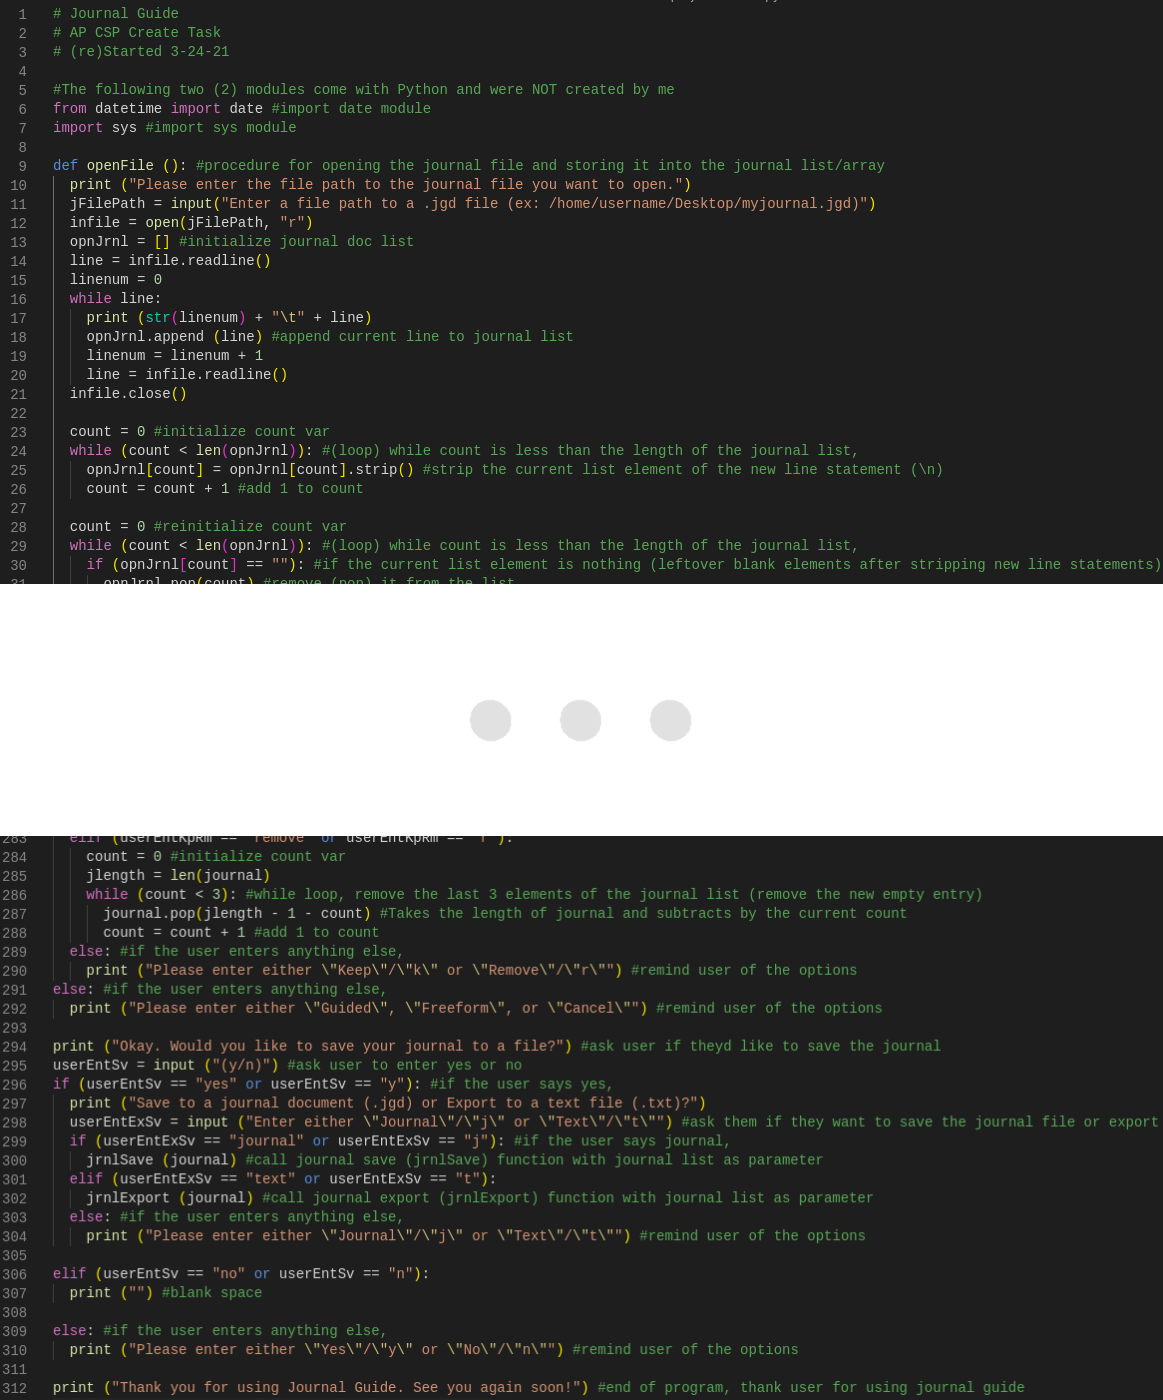 1 # Journal Guide
2 # AP CSP Create Task
3 # (re)Started 3-24-21
4
5 #The following two (2) modules come with Python and were NOT created by me
6 from datetime import date #import date module
7 import sys #import sys module
8
9 def openFile (): #procedure for opening the journal file and storing it into the journal list/array
10 print ("Please enter the file path to the journal file you want to open.")
11 jFilePath = input("Enter a file path to a .jgd file (ex: /home/username/Desktop/myjournal.jgd)")
12 infile = open(jFilePath, "r")
13 opnJrnl = [] #initialize journal doc list
14 line = infile.readline()
15 linenum = 0
16 while line:
17 print (str(linenum) + "\t" + line)
18 opnJrnl.append (line) #append current line to journal list
19 linenum = linenum + 1
20 line = infile.readline()
21 infile.close()
22
23 count = 0 #initialize count var
24 while (count < len(opnJrnl)): #(loop) while count is less than the length of the journal list,
25 opnJrnl[count] = opnJrnl[count].strip() #strip the current list element of the new line statement (\n)
26 count = count + 1 #add 1 to count
27
28 count = 0 #reinitialize count var
29 while (count < len(opnJrnl)): #(loop) while count is less than the length of the journal list,
30 if (opnJrnl[count] == ""): #if the current list element is nothing (leftover blank elements after stripping new line statements)
31 opnJrnl.pop(count) #remove (pop) it from the list
283 elif (userEntKpRm == "remove" or userEntKpRm == "r"):
284 count = 0 #initialize count var
285 jlength = len(journal)
286 while (count < 3): #while loop, remove the last 3 elements of the journal list (remove the new empty entry)
287 journal.pop(jlength - 1 - count) #Takes the length of journal and subtracts by the current count
288 count = count + 1 #add 1 to count
289 else: #if the user enters anything else,
290 print ("Please enter either \"Keep\"/\"k\" or \"Remove\"/\"r\"") #remind user of the options
291 else: #if the user enters anything else,
292 print ("Please enter either \"Guided\", \"Freeform\", or \"Cancel\"") #remind user of the options
293
294 print ("Okay. Would you like to save your journal to a file?") #ask user if theyd like to save the journal
295 userEntSv = input ("(y/n)") #ask user to enter yes or no
296 if (userEntSv == "yes" or userEntSv == "y"): #if the user says yes,
297 print ("Save to a journal document (.jgd) or Export to a text file (.txt)?")
298 userEntExSv = input ("Enter either \"Journal\"/\"j\" or \"Text\"/\"t\"") #ask them if they want to save the journal file or export
299 if (userEntExSv == "journal" or userEntExSv == "j"): #if the user says journal,
300 jrnlSave (journal) #call journal save (jrnlSave) function with journal list as parameter
301 elif (userEntExSv == "text" or userEntExSv == "t"):
302 jrnlExport (journal) #call journal export (jrnlExport) function with journal list as parameter
303 else: #if the user enters anything else,
304 print ("Please enter either \"Journal\"/\"j\" or \"Text\"/\"t\"") #remind user of the options
305
306 elif (userEntSv == "no" or userEntSv == "n"):
307 print ("") #blank space
308
309 else: #if the user enters anything else,
310 print ("Please enter either \"Yes\"/\"y\" or \"No\"/\"n\"") #remind user of the options
311
312 print ("Thank you for using Journal Guide. See you again soon!") #end of program, thank user for using journal guide